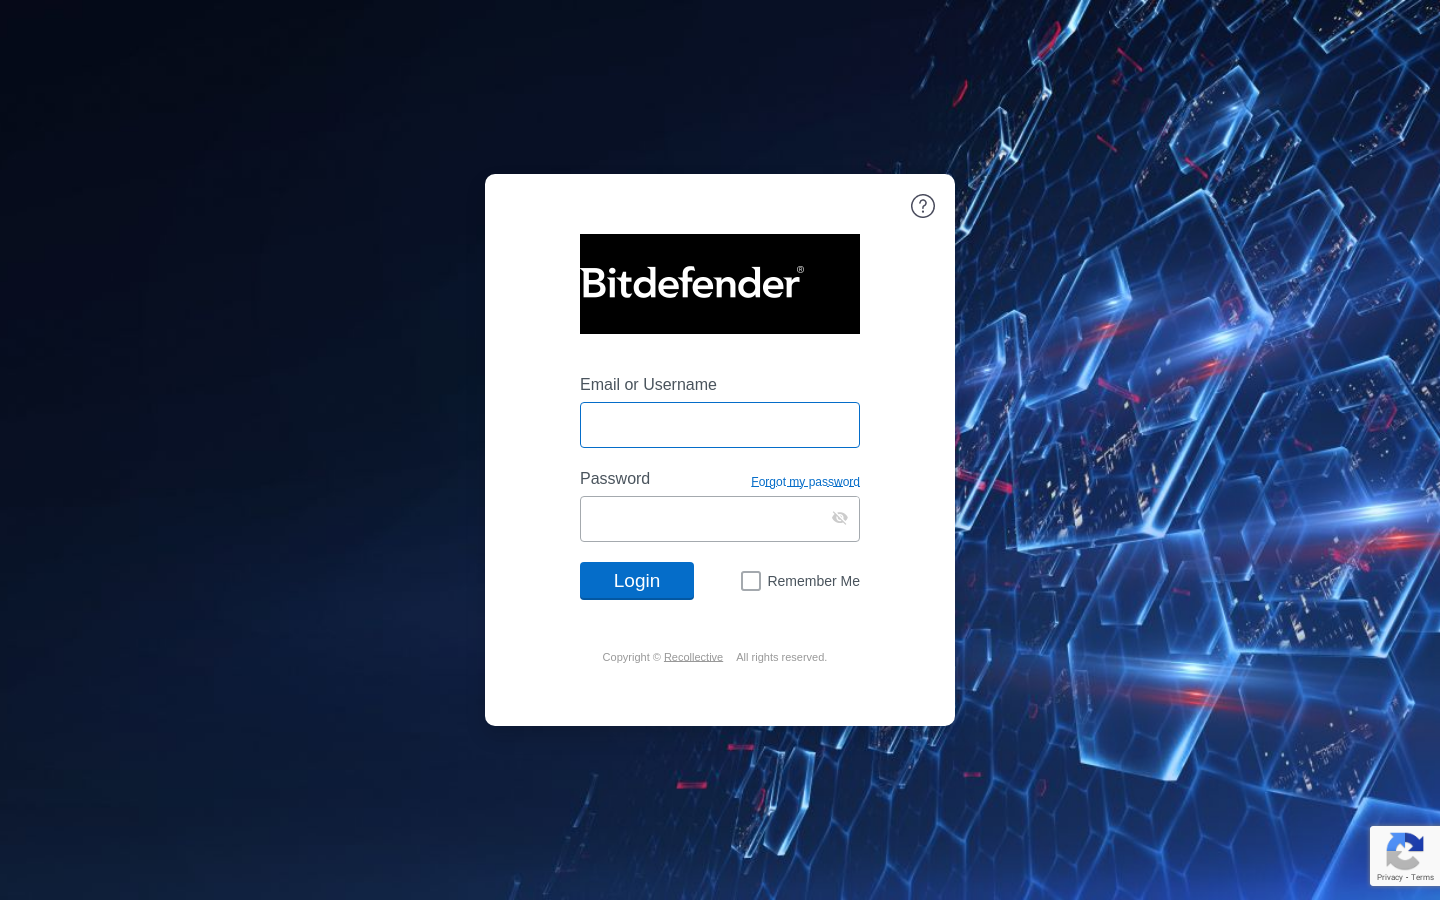 Bitdefender®
Email or Username
Password Forgot my password
Login Remember Me
Copyright © Recollective All rights reserved.
Privacy - Terms